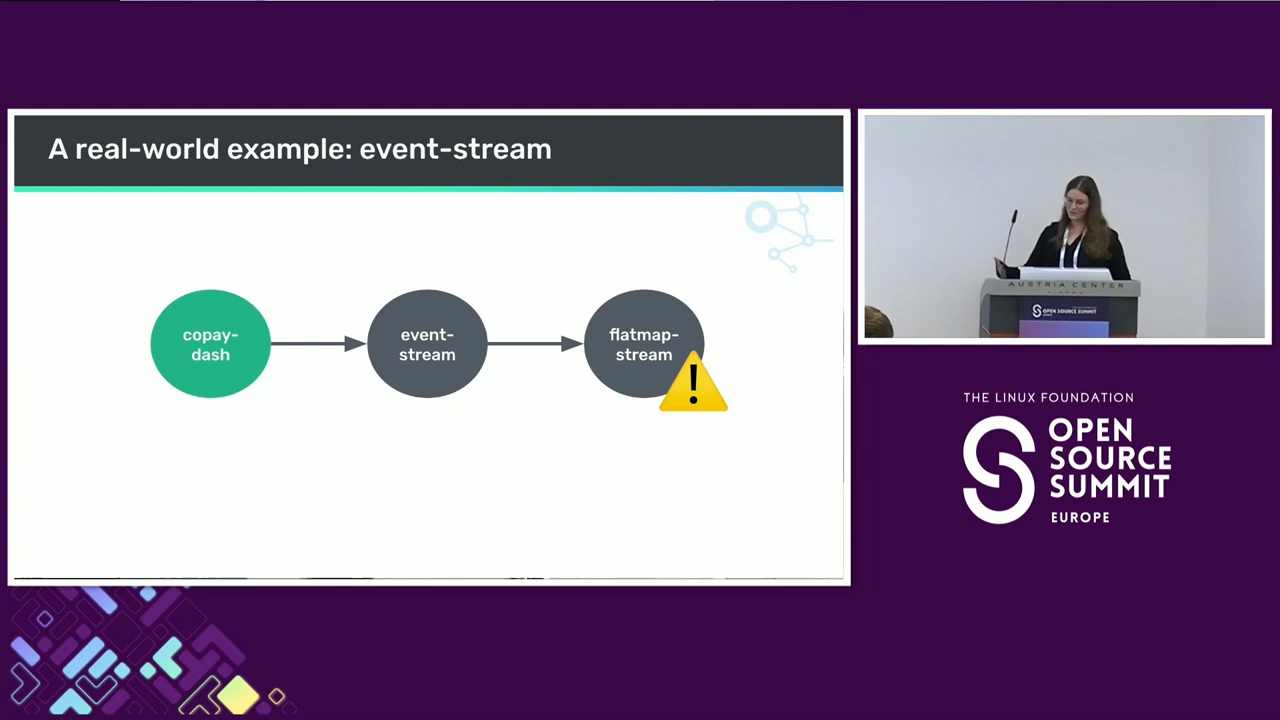 A real-world example: event-stream
copay-
dash
event-
stream
flatmap-
stream
!
AUSTRIA CENTER
OPEN SOURCE SUMMIT
THE LINUX FOUNDATION
OPEN
SOURCE
SUMMIT
EUROPE